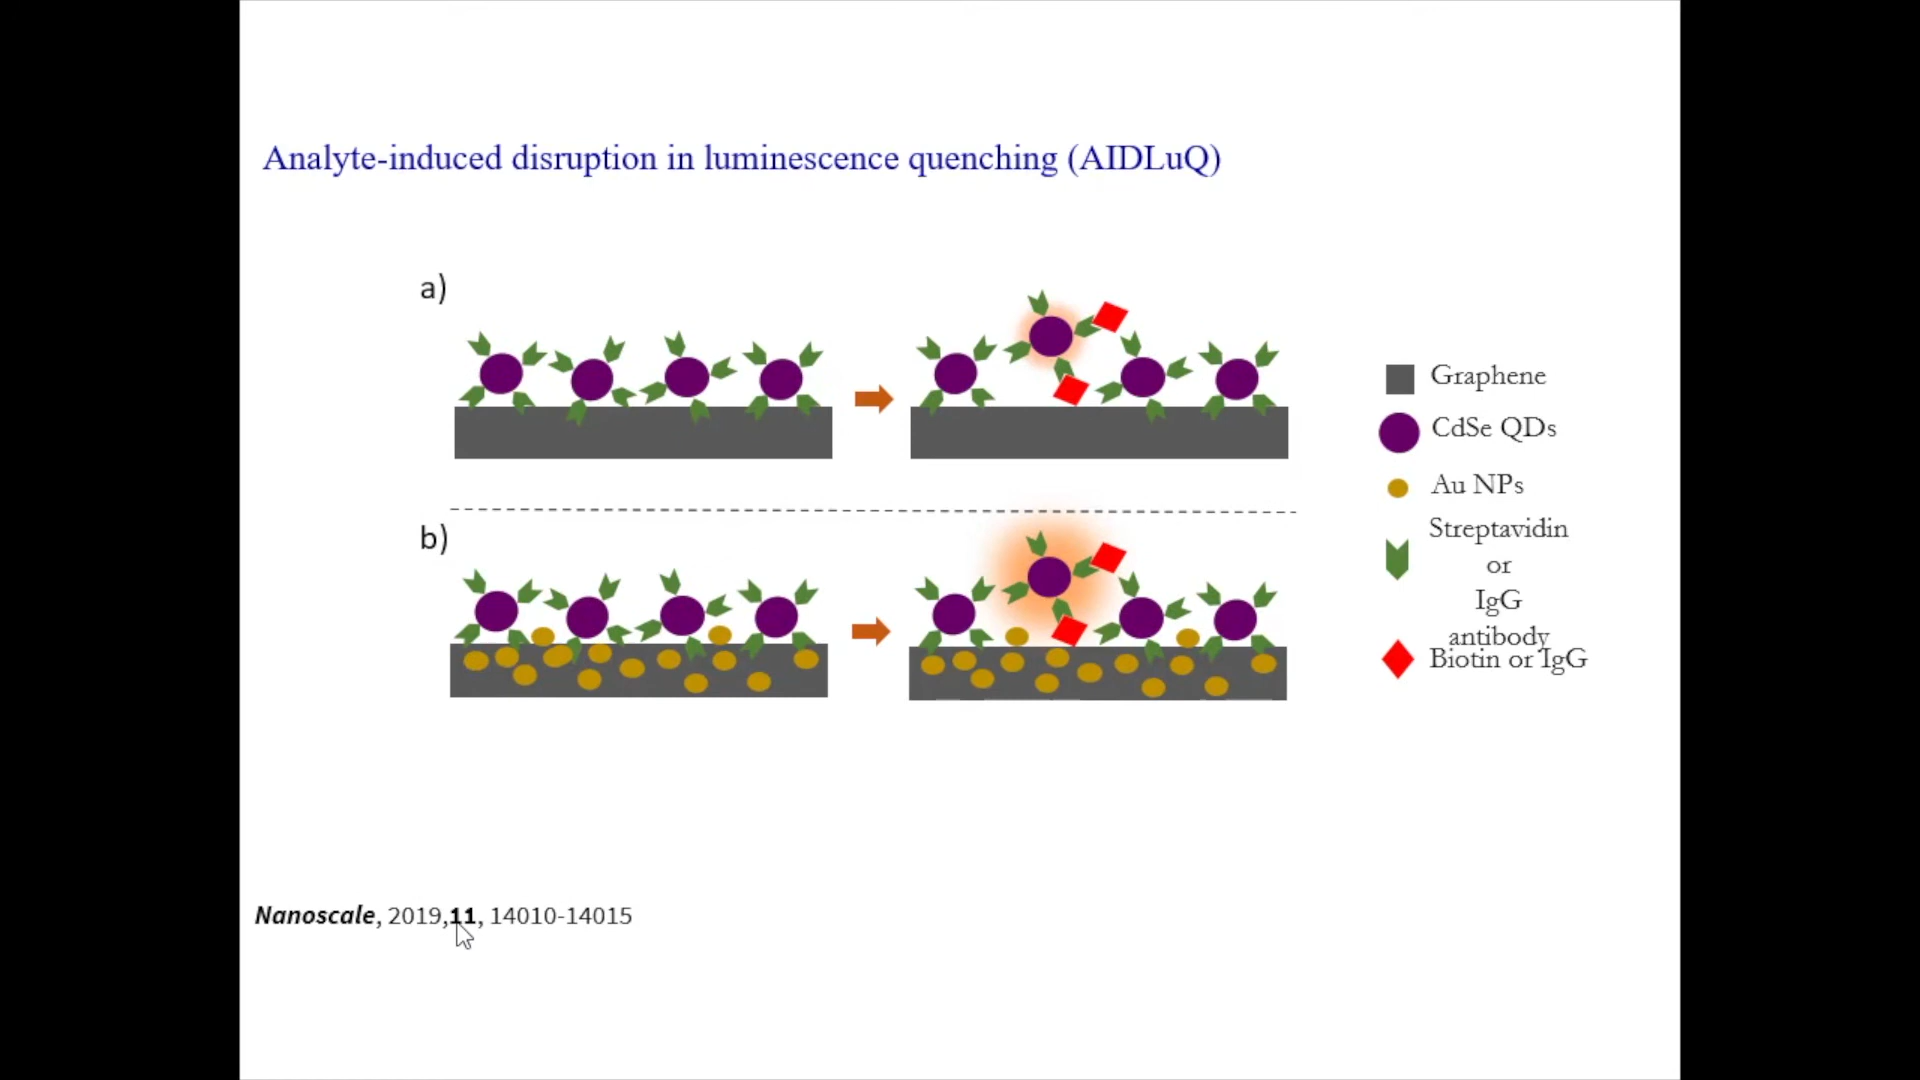 Analyte-induced disruption in luminescence quenching (AIDLuQ)
a)
b)
Graphene
CdSe QDs
Au NPs
Streptavidin
or
IgG
antibody
Biotin or IgG
Nanoscale, 2019,11, 14010-14015